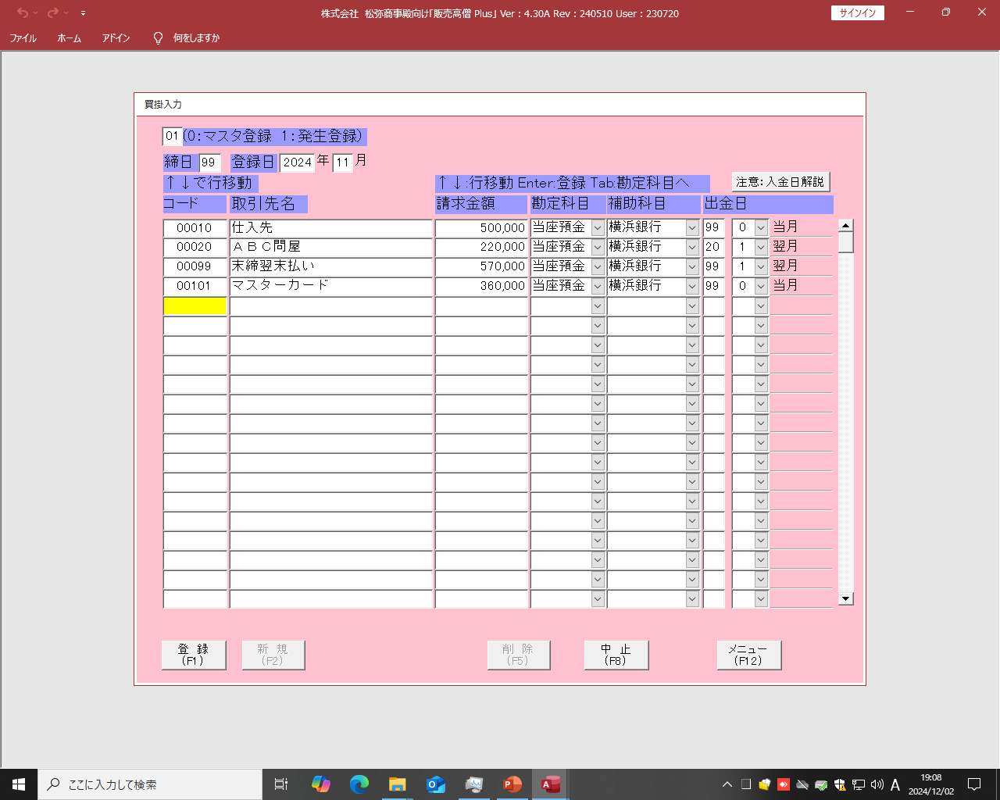 株式会社 松弥商事殿向け「販売高僧 Plus」 Ver : 4.30A Rev : 240510 User : 230720
サインイン
ファイル ホーム アドイン 何をしますか
買掛入力
01 (0：マスタ登録 1：発生登録)
締日 99 登録日 2024 年 11 月
↑↓で行移動 ↑↓:行移動 Enter:登録 Tab:勘定科目へ 注意：入金日解説
コード 取引先名 請求金額 勘定科目 補助科目 出金日
00010 仕入先 500,000 当座預金 横浜銀行 99 0 当月
00020 ＡＢＣ問屋 220,000 当座預金 横浜銀行 20 1 翌月
00099 末締翌末払い 570,000 当座預金 横浜銀行 99 1 翌月
00101 マスターカード 360,000 当座預金 横浜銀行 99 0 当月
登 録 新 規 削 除 中 止 メニュー
(F1) (F2) (F5) (F8) (F12)
ここに入力して検索
A
19:08
2024/12/02